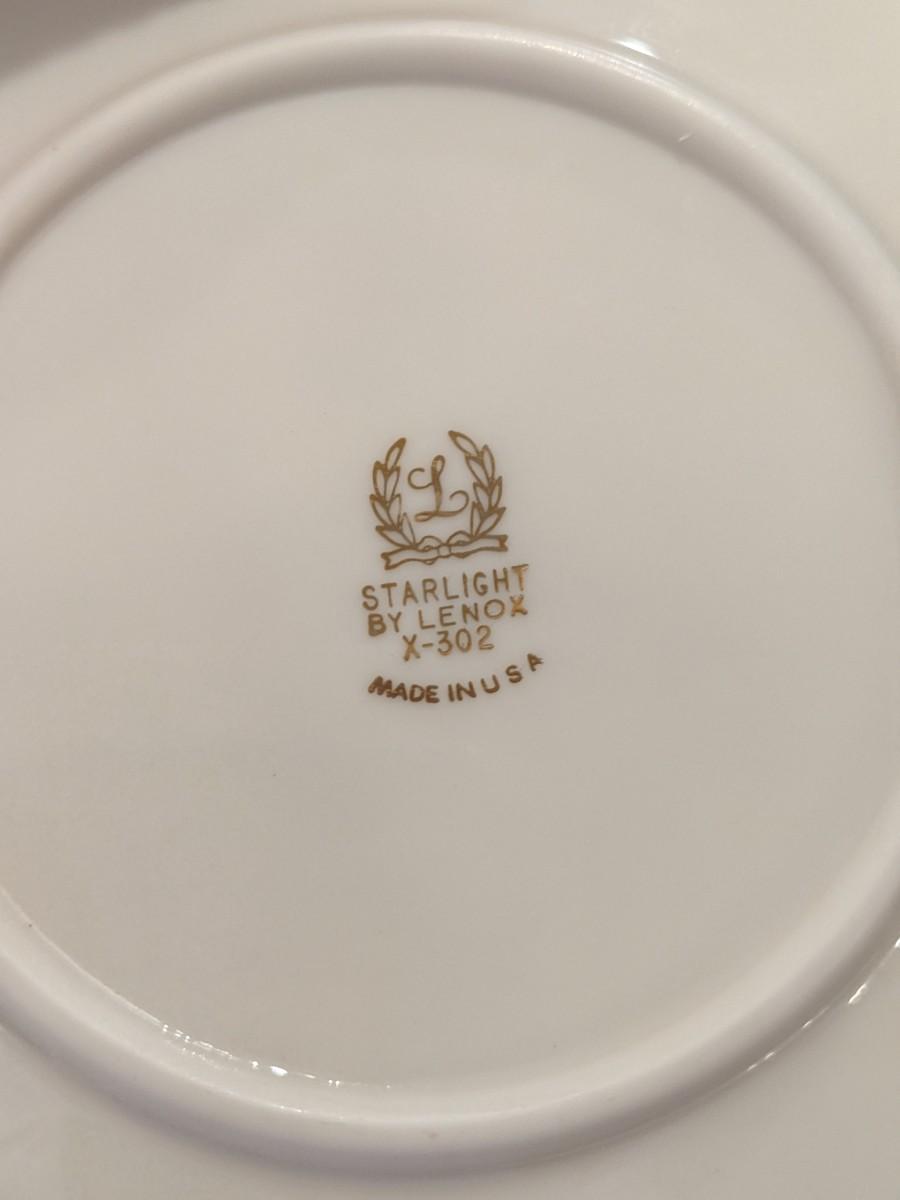 L
STARLIGHT
BY LENOX
X-302
MADE IN U S A